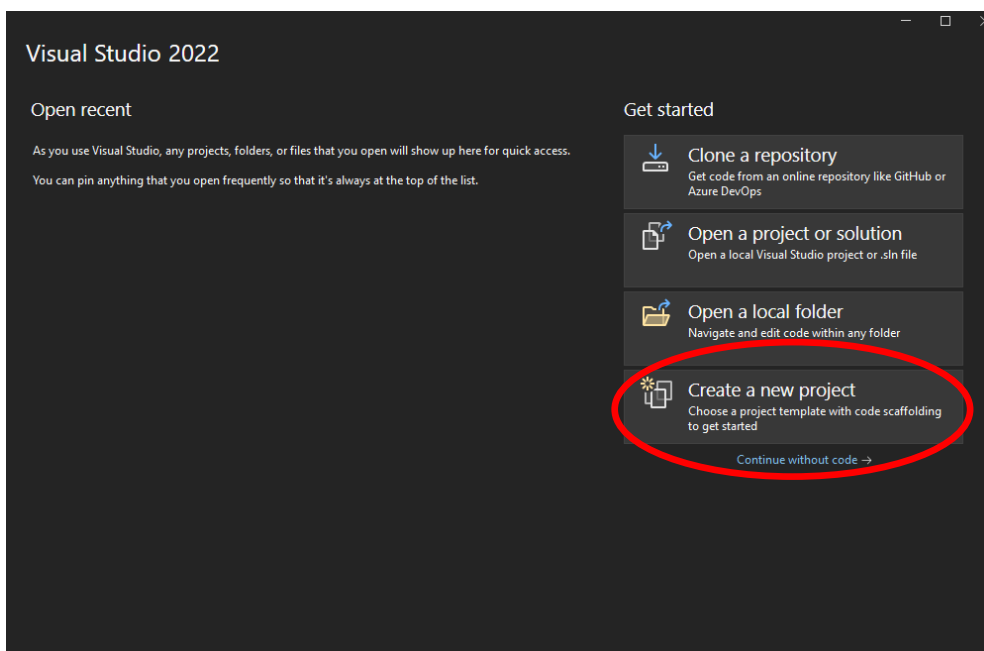 Visual Studio 2022
Open recent
As you use Visual Studio, any projects, folders, or files that you open will show up here for quick access.
You can pin anything that you open frequently so that it's always at the top of the list.
Get started
Clone a repository
Get code from an online repository like GitHub or
Azure DevOps
Open a project or solution
Open a local Visual Studio project or .sln file
Open a local folder
Navigate and edit code within any folder
Create a new project
Choose a project template with code scaffolding
to get started
Continue without code →